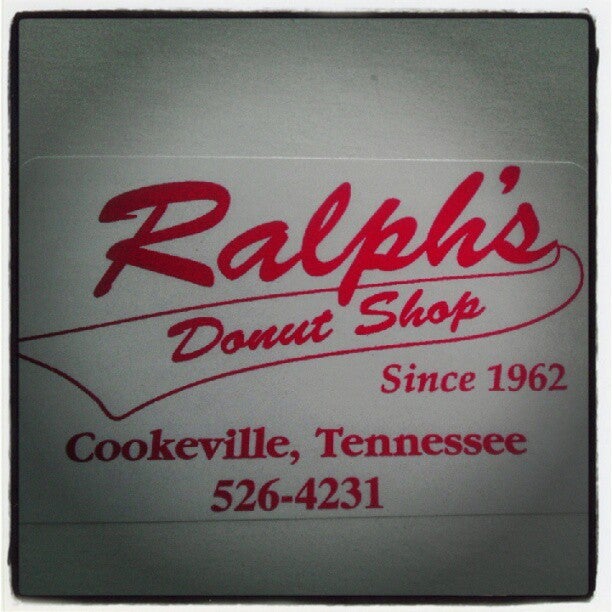 Ralph's
Donut Shop
Since 1962
Cookeville, Tennessee
526-4231